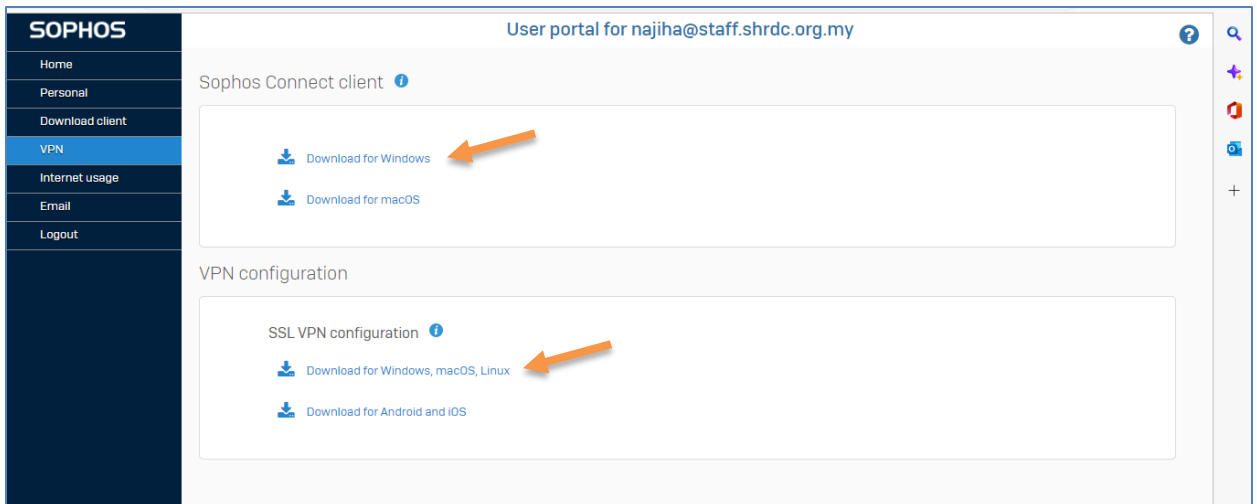 SOPHOS
User portal for najiha@staff.shrdc.org.my
?
Home
Personal
Download client
VPN
Internet usage
Email
Logout
Sophos Connect client i
Download for Windows
Download for macOS
VPN configuration
SSL VPN configuration i
Download for Windows, macOS, Linux
Download for Android and iOS